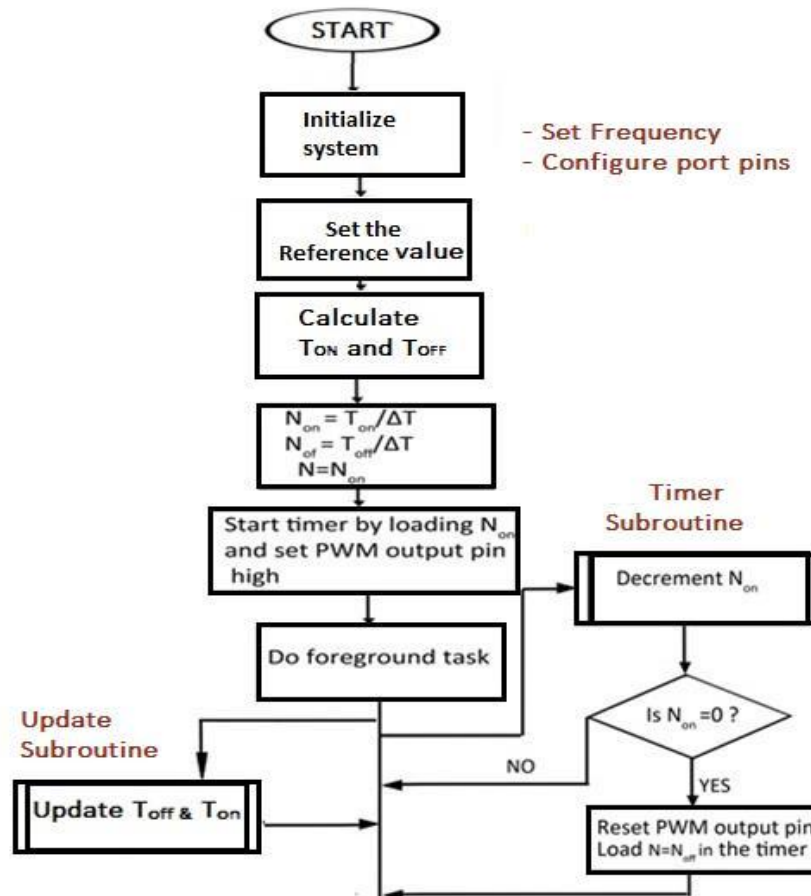 START
Initialize
system
- Set Frequency
- Configure port pins
Set the
Reference value
Calculate
TON and TOFF
Non = Ton/ΔT
Nof = Toff/ΔT
N=Non
Start timer by loading Non
and set PWM output pin
high
Timer
Subroutine
Decrement Non
Do foreground task
Is Non =0 ?
Update
Subroutine
NO
YES
Update Toff & Ton
Reset PWM output pin
Load N=Noff in the timer